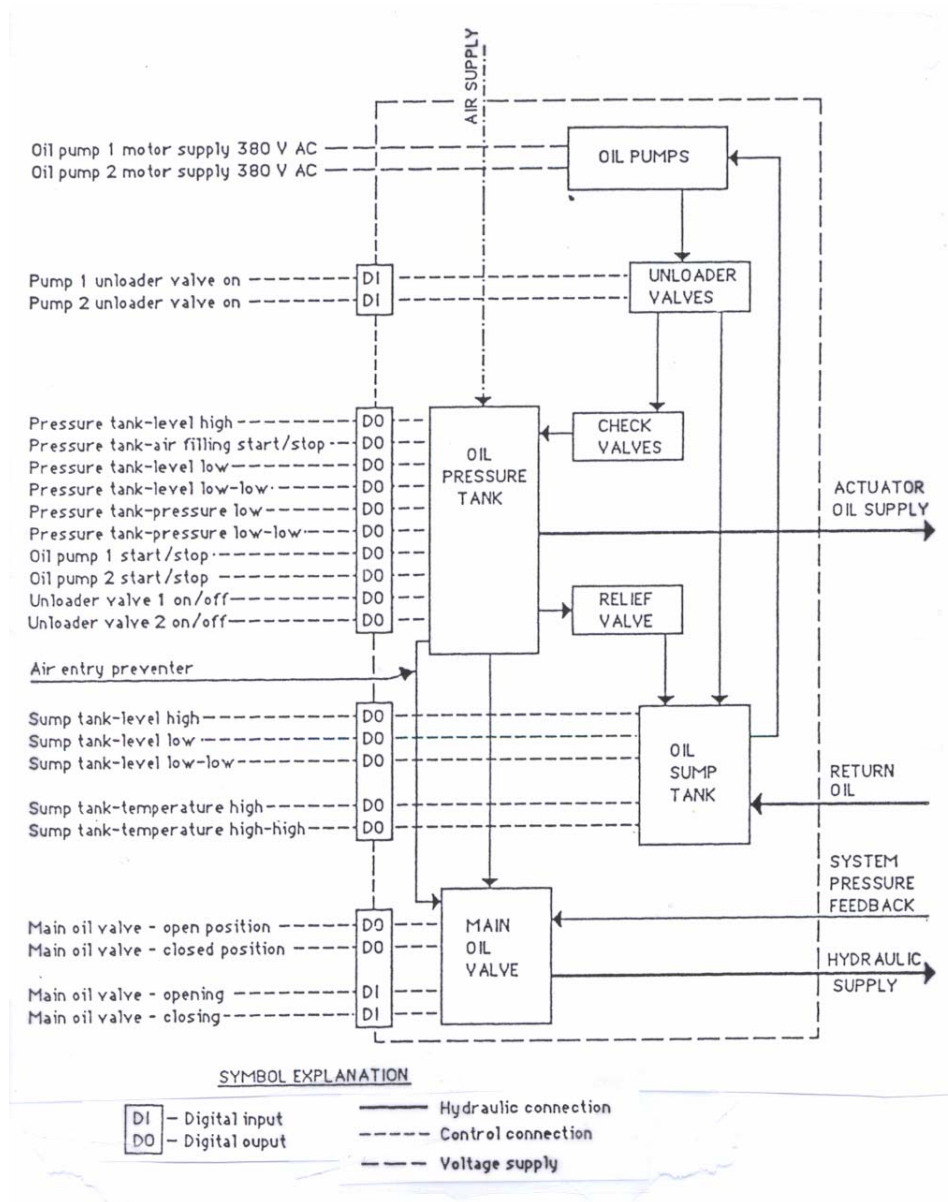 AIR SUPPLY
Oil pump 1 motor supply 380 V AC
Oil pump 2 motor supply 380 V AC
OIL PUMPS
Pump 1 unloader valve on
Pump 2 unloader valve on
DI
DI
UNLOADER
VALVES
Pressure tank-level high
Pressure tank-air filling start/stop
Pressure tank-level low
Pressure tank-level low-low
Pressure tank-pressure low
Pressure tank-pressure low-low
Oil pump 1 start/stop
Oil pump 2 start/stop
Unloader valve 1 on/off
Unloader valve 2 on/off
DO
DO
DO
DO
DO
DO
DO
DO
DO
DO
OIL
PRESSURE
TANK
CHECK
VALVES
ACTUATOR
OIL SUPPLY
RELIEF
VALVE
Air entry preventer
Sump tank-level high
Sump tank-level low
Sump tank-level low-low
Sump tank-temperature high
Sump tank-temperature high-high
DO
DO
DO
DO
DO
OIL
SUMP
TANK
RETURN
OIL
SYSTEM
PRESSURE
FEEDBACK
Main oil valve - open position
Main oil valve - closed position
Main oil valve - opening
Main oil valve - closing
DO
DO
DI
DI
MAIN
OIL
VALVE
HYDRAULIC
SUPPLY
SYMBOL EXPLANATION
DI - Digital input
DO - Digital ouput
Hydraulic connection
Control connection
Voltage supply